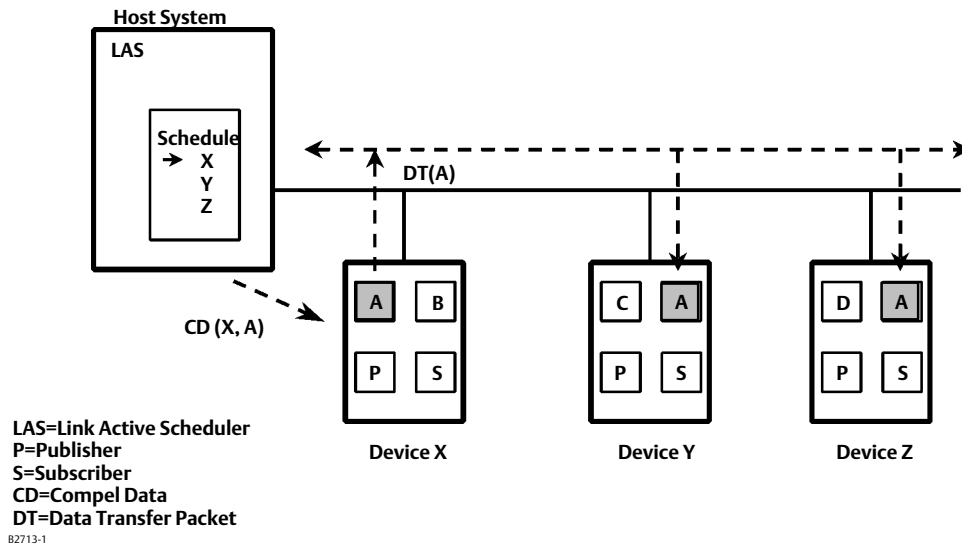 Host System
LAS
Schedule
X
Y
Z
DT(A)
CD (X, A)
A B
P S
C A
P S
D A
P S
Device X
Device Y
Device Z
LAS=Link Active Scheduler
P=Publisher
S=Subscriber
CD=Compel Data
DT=Data Transfer Packet
B2713-1